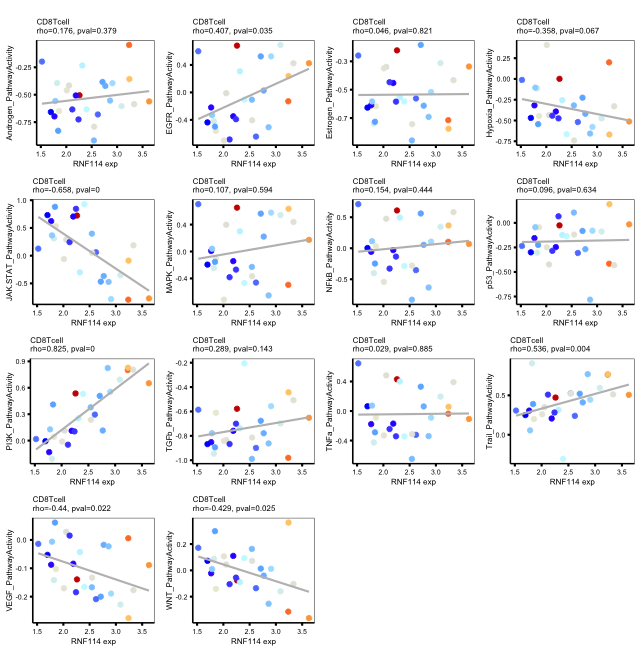 CD8Tcell
rho=0.176, pval=0.379
Androgen_PathwayActivity
-0.25
-0.50
-0.75
1.5 2.0 2.5 3.0 3.5
RNF114 exp
CD8Tcell
rho=0.407, pval=0.035
EGFR_PathwayActivity
0.5
0.0
-0.5
1.5 2.0 2.5 3.0 3.5
RNF114 exp
CD8Tcell
rho=0.046, pval=0.821
Estrogen_PathwayActivity
-0.3
-0.5
-0.7
1.5 2.0 2.5 3.0 3.5
RNF114 exp
CD8Tcell
rho=-0.358, pval=0.067
Hypoxia_PathwayActivity
0.25
0.00
-0.25
-0.50
-0.75
1.5 2.0 2.5 3.0 3.5
RNF114 exp
CD8Tcell
rho=-0.658, pval=0
JAK-STAT_PathwayActivity
1.0
0.5
0.0
-0.5
1.5 2.0 2.5 3.0 3.5
RNF114 exp
CD8Tcell
rho=0.107, pval=0.594
MAPK_PathwayActivity
0.5
0.0
-0.5
1.5 2.0 2.5 3.0 3.5
RNF114 exp
CD8Tcell
rho=0.154, pval=0.444
NFkB_PathwayActivity
0.5
0.0
-0.5
1.5 2.0 2.5 3.0 3.5
RNF114 exp
CD8Tcell
rho=0.096, pval=0.634
p53_PathwayActivity
0.00
-0.25
-0.50
-0.75
1.5 2.0 2.5 3.0 3.5
RNF114 exp
CD8Tcell
rho=0.825, pval=0
PI3K_PathwayActivity
0.9
0.6
0.3
0.0
1.5 2.0 2.5 3.0 3.5
RNF114 exp
CD8Tcell
rho=0.289, pval=0.143
TGFb_PathwayActivity
-0.2
-0.4
-0.6
-0.8
-1.0
1.5 2.0 2.5 3.0 3.5
RNF114 exp
CD8Tcell
rho=0.029, pval=0.885
TNFa_PathwayActivity
0.4
0.0
-0.4
1.5 2.0 2.5 3.0 3.5
RNF114 exp
CD8Tcell
rho=0.536, pval=0.004
Trail_PathwayActivity
0.5
0.0
1.5 2.0 2.5 3.0 3.5
RNF114 exp
CD8Tcell
rho=-0.44, pval=0.022
VEGF_PathwayActivity
0.0
-0.1
-0.2
1.5 2.0 2.5 3.0 3.5
RNF114 exp
CD8Tcell
rho=-0.429, pval=0.025
WNT_PathwayActivity
0.2
0.0
-0.2
1.5 2.0 2.5 3.0 3.5
RNF114 exp